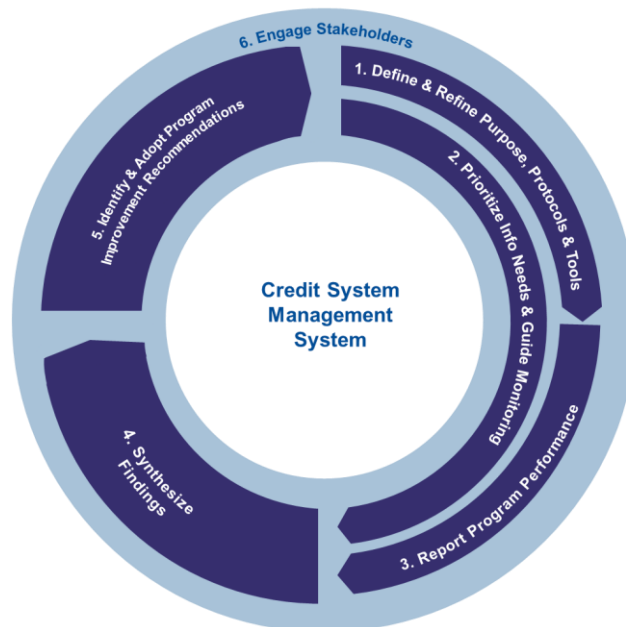 6. Engage Stakeholders
1. Define & Refine Purpose, Protocols & Tools
2. Prioritize Info Needs & Guide Monitoring
3. Report Program Performance
4. Synthesize
Findings
5. Identify & Adopt Program
Improvement Recommendations
Credit System
Management
System